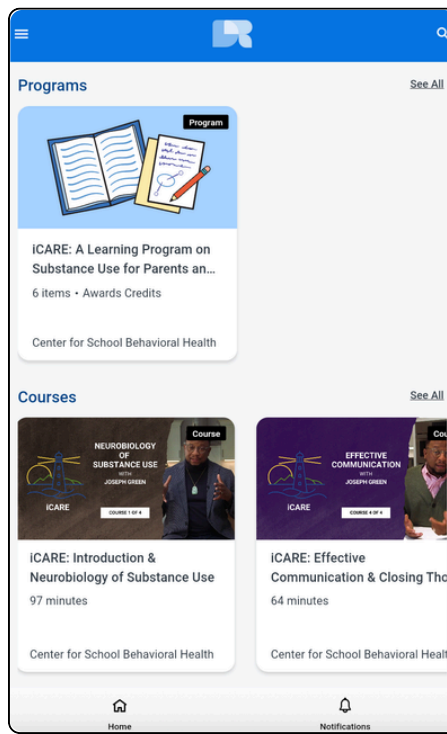 Programs
See All
Program
iCARE: A Learning Program on
Substance Use for Parents an...
6 items • Awards Credits
Center for School Behavioral Health
Courses
See All
Course
NEUROBIOLOGY
OF
SUBSTANCE USE
WITH
JOSEPH GREEN
iCARE
COURSE 1 OF 4
iCARE: Introduction &
Neurobiology of Substance Use
97 minutes
Center for School Behavioral Health
Cou
EFFECTIVE
COMMUNICATION
WITH
JOSEPH GREEN
iCARE
COURSE 4 OF 4
iCARE: Effective
Communication & Closing Tho
64 minutes
Center for School Behavioral Healt
Home
Notifications